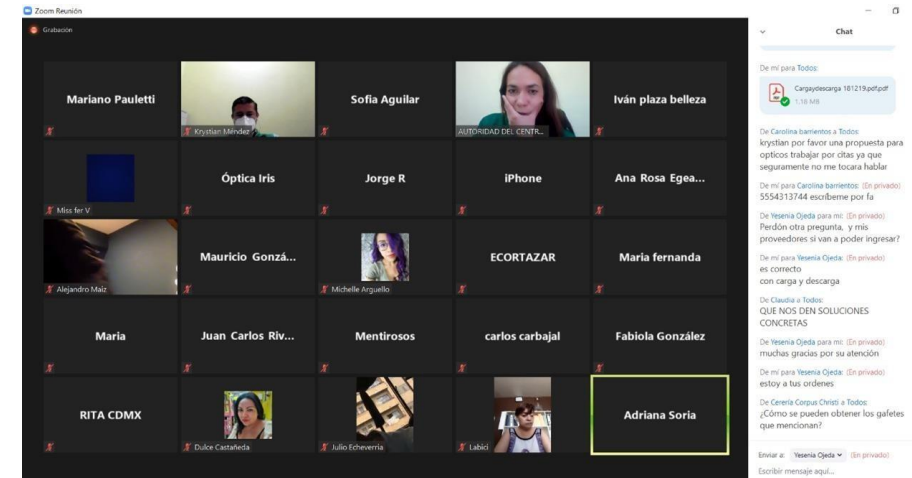 Zoom Reunión
Grabación
Mariano Pauletti
Krystian Méndez
Sofia Aguilar
AUTORIDAD DEL CENTR...
Iván plaza belleza
Miss fer V
Óptica Iris
Jorge R
iPhone
Ana Rosa Egea...
Alejandro Maiz
Mauricio Gonzá...
Michelle Arguello
ECORTAZAR
Maria fernanda
Maria
Juan Carlos Riv...
Mentirosos
carlos carbajal
Fabiola González
RITA CDMX
Dulce Castañeda
Julio Echeverria
Labici
Adriana Soria
Chat
De mí para Todos:
Cargaydescarga 181219.pdf.pdf
1.16 MB
De Carolina barrientos a Todos
krystian por favor una propuesta para
opticos trabajar por citas ya que
seguramente no me tocara hablar
De mí para Carolina barrientos: (En privado)
5554313744 escríbeme por fa
De Yesenia Ojeda para mí: (En privado)
Perdón otra pregunta, y mis
proveedores si van a poder ingresar?
De mí para Yesenia Ojeda: (En privado)
es correcto
con carga y descarga
De Claudia a Todos:
QUE NOS DEN SOLUCIONES
CONCRETAS
De Yesenia Ojeda para mí: (En privado)
muchas gracias por su atención
De mí para Yesenia Ojeda: (En privado)
estoy a tus ordenes
De Cerería Corpus Christi a Todos:
¿Cómo se pueden obtener los gafetes
que mencionan?
Enviar a: Yesenia Ojeda (En privado)
Escribir mensaje aquí...